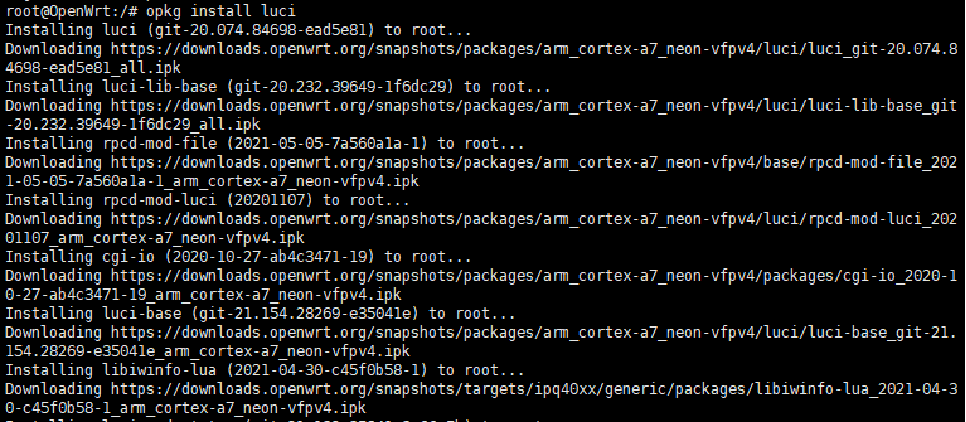 root@OpenWrt:/# opkg install luci
Installing luci (git-20.074.84698-ead5e81) to root...
Downloading https://downloads.openwrt.org/snapshots/packages/arm_cortex-a7_neon-vfpv4/luci/luci_git-20.074.8
4698-ead5e81_all.ipk
Installing luci-lib-base (git-20.232.39649-1f6dc29) to root...
Downloading https://downloads.openwrt.org/snapshots/packages/arm_cortex-a7_neon-vfpv4/luci/luci-lib-base_git
-20.232.39649-1f6dc29_all.ipk
Installing rpcd-mod-file (2021-05-05-7a560a1a-1) to root...
Downloading https://downloads.openwrt.org/snapshots/packages/arm_cortex-a7_neon-vfpv4/base/rpcd-mod-file_202
1-05-05-7a560a1a-1_arm_cortex-a7_neon-vfpv4.ipk
Installing rpcd-mod-luci (20201107) to root...
Downloading https://downloads.openwrt.org/snapshots/packages/arm_cortex-a7_neon-vfpv4/luci/rpcd-mod-luci_202
01107_arm_cortex-a7_neon-vfpv4.ipk
Installing cgi-io (2020-10-27-ab4c3471-19) to root...
Downloading https://downloads.openwrt.org/snapshots/packages/arm_cortex-a7_neon-vfpv4/packages/cgi-io_2020-1
0-27-ab4c3471-19_arm_cortex-a7_neon-vfpv4.ipk
Installing luci-base (git-21.154.28269-e35041e) to root...
Downloading https://downloads.openwrt.org/snapshots/packages/arm_cortex-a7_neon-vfpv4/luci/luci-base_git-21.
154.28269-e35041e_arm_cortex-a7_neon-vfpv4.ipk
Installing libiwinfo-lua (2021-04-30-c45f0b58-1) to root...
Downloading https://downloads.openwrt.org/snapshots/targets/ipq40xx/generic/packages/libiwinfo-lua_2021-04-3
0-c45f0b58-1_arm_cortex-a7_neon-vfpv4.ipk